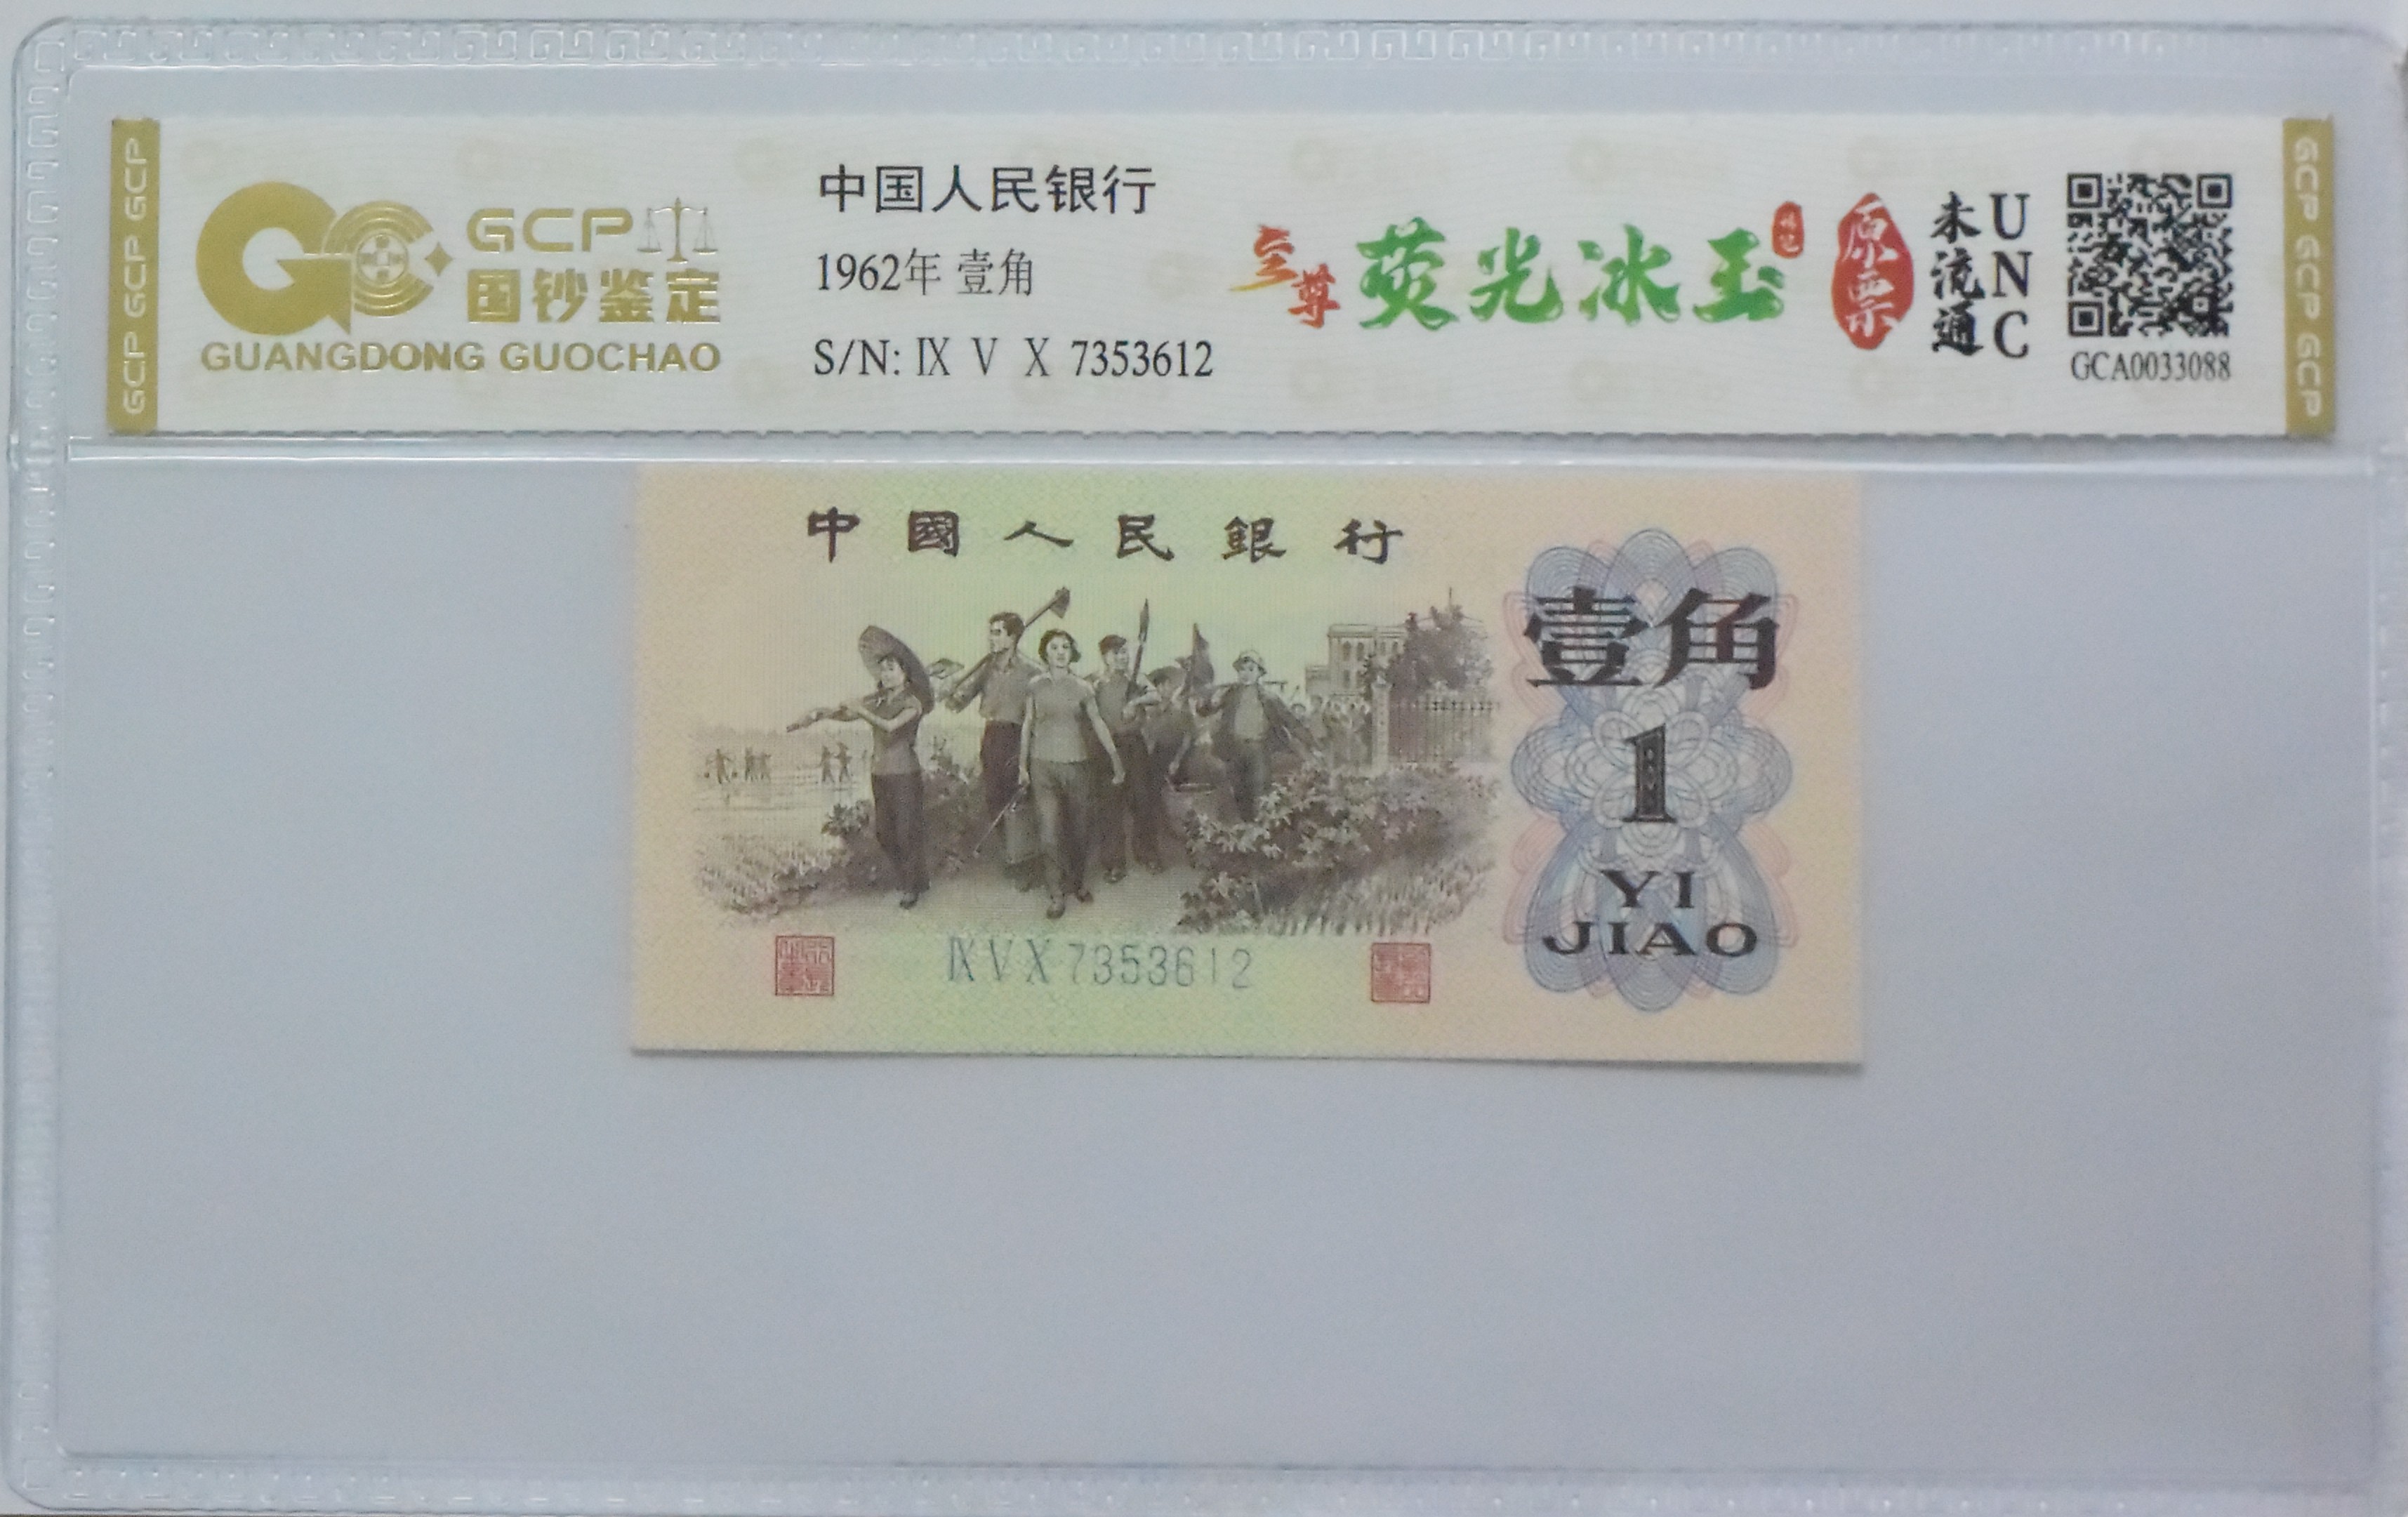 GCP GCP GCP
GCP
国钞鉴定
GUANGDONG GUOCHAO
中国人民银行
1962年 壹角
S/N: Ⅸ Ⅴ Ⅹ 7353612
至尊
荧光冰玉
原票
未流通
UNC
GCA0033088
GCP GCP GCP
中國人民銀行
壹角
1
YI
JIAO
ⅨⅤⅩ7353612